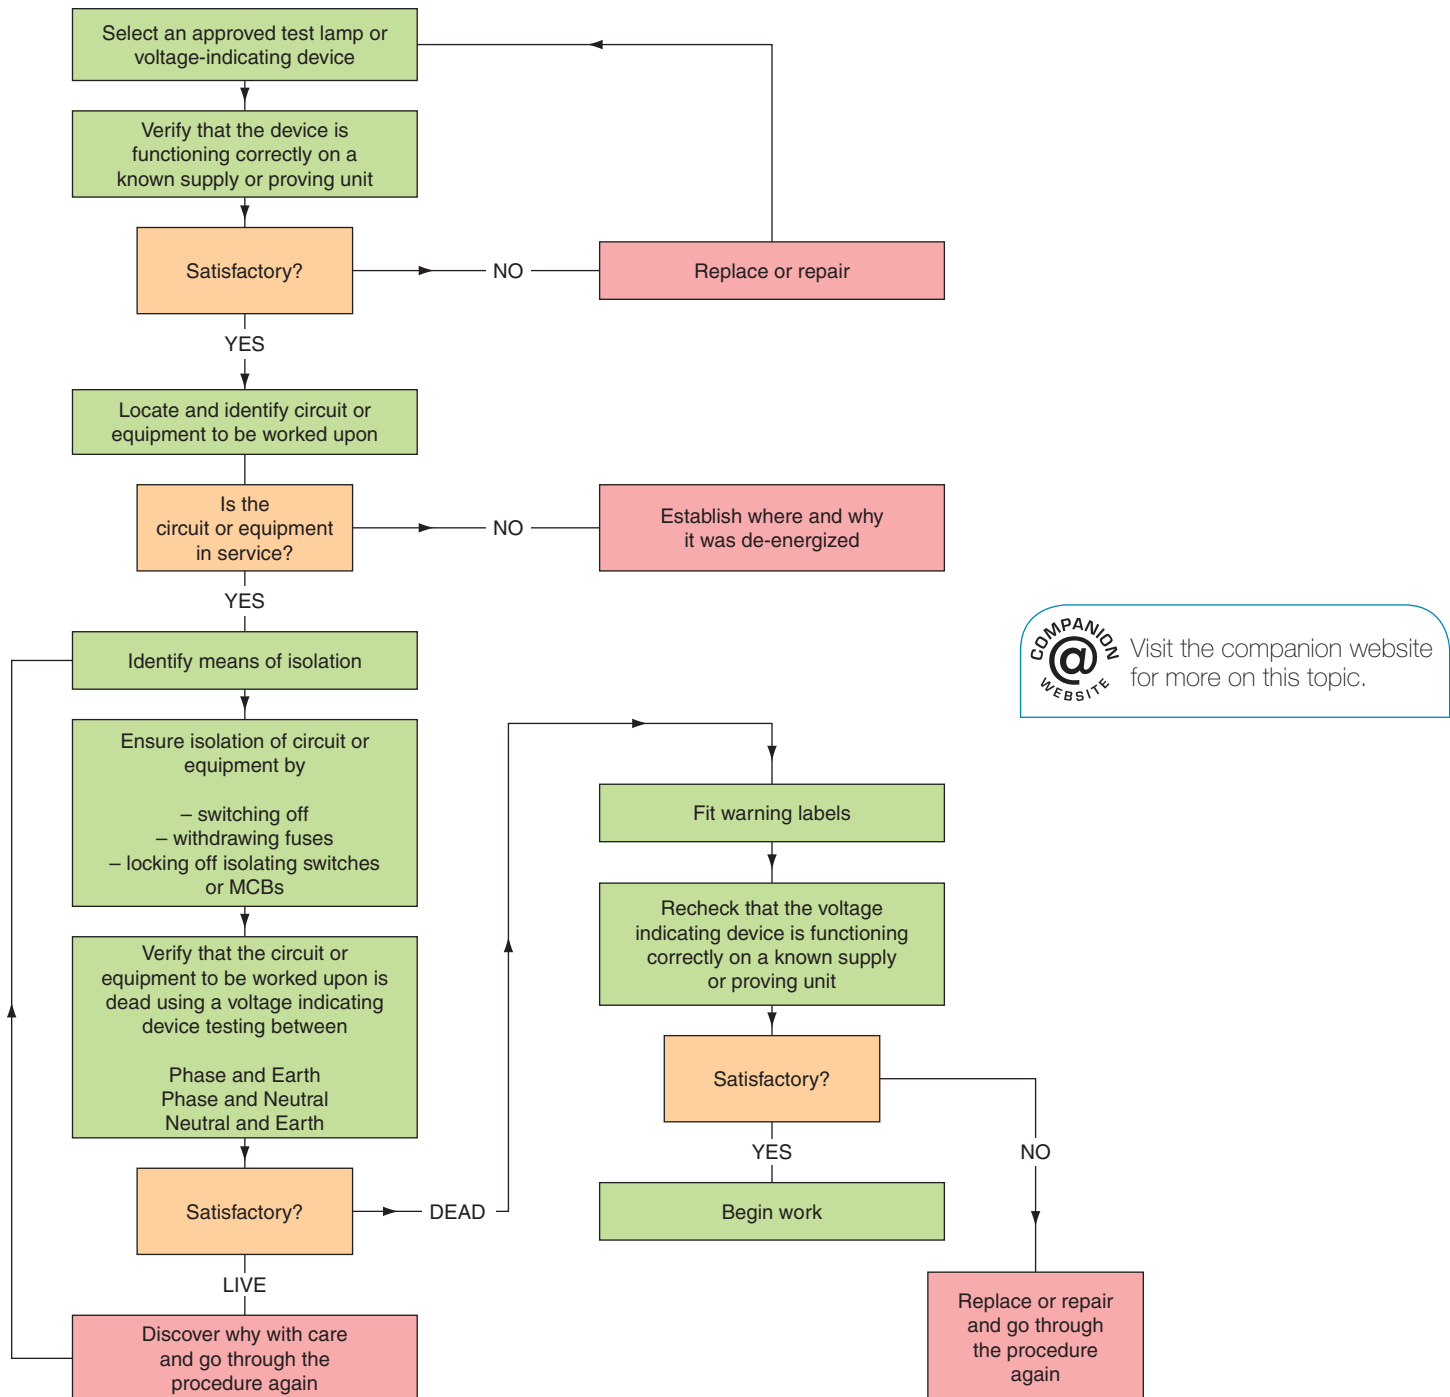 Select an approved test lamp or
voltage-indicating device
Verify that the device is
functioning correctly on a
known supply or proving unit
Satisfactory?
NO
Replace or repair
YES
Locate and identify circuit or
equipment to be worked upon
Is the
circuit or equipment
in service?
NO
Establish where and why
it was de-energized
YES
Identify means of isolation
Ensure isolation of circuit or
equipment by
– switching off
– withdrawing fuses
– locking off isolating switches
or MCBs
Verify that the circuit or
equipment to be worked upon is
dead using a voltage indicating
device testing between
Phase and Earth
Phase and Neutral
Neutral and Earth
Satisfactory?
DEAD
LIVE
Discover why with care
and go through the
procedure again
Fit warning labels
Recheck that the voltage
indicating device is functioning
correctly on a known supply
or proving unit
Satisfactory?
YES
NO
Begin work
Replace or repair
and go through
the procedure
again
COMPANION
@
WEBSITE
Visit the companion website
for more on this topic.